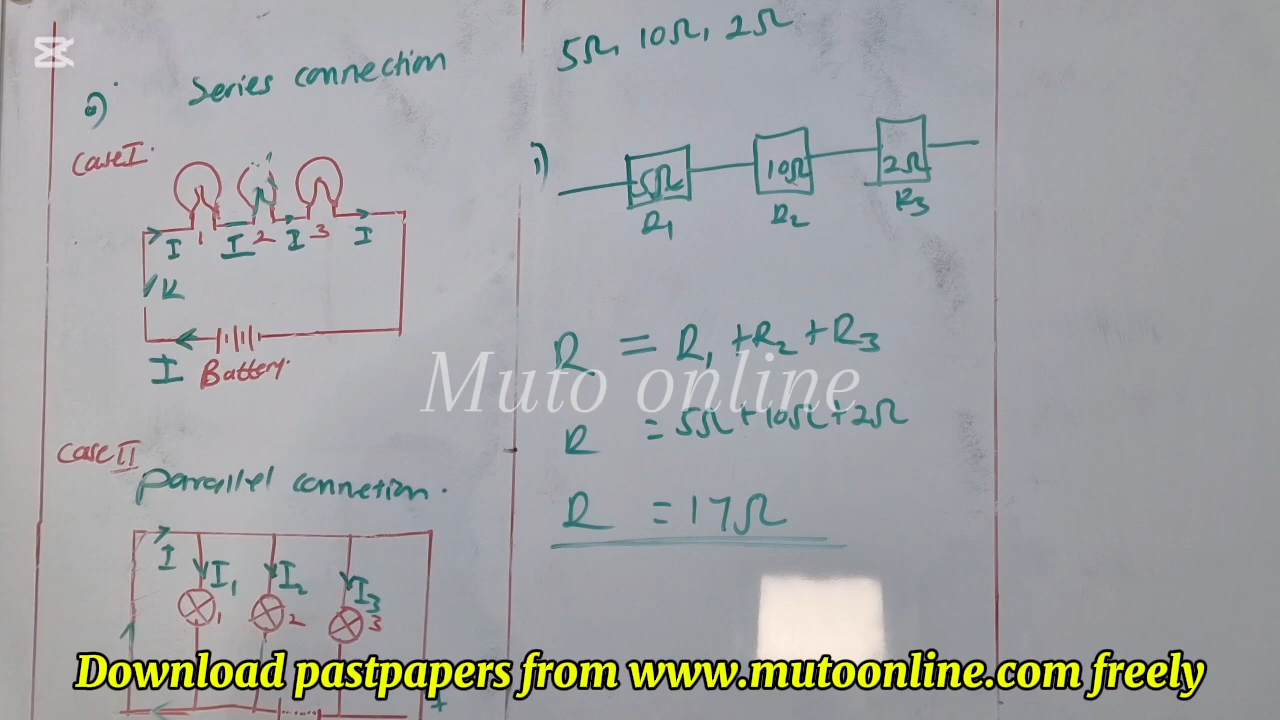 a) Series connection
Case I.
1 2 3
I I I I
K
I Battery.
Case II
parallel connetion.
I I₁ I₂ I₃
1 2 3
+
5Ω, 10Ω, 2Ω
i)
5Ω 10Ω 2Ω
R₁ R₂ R₃
R = R₁ + R₂ + R₃
R = 5Ω + 10Ω + 2Ω
R = 17Ω
Muto online
Download pastpapers from www.mutoonline.com freely